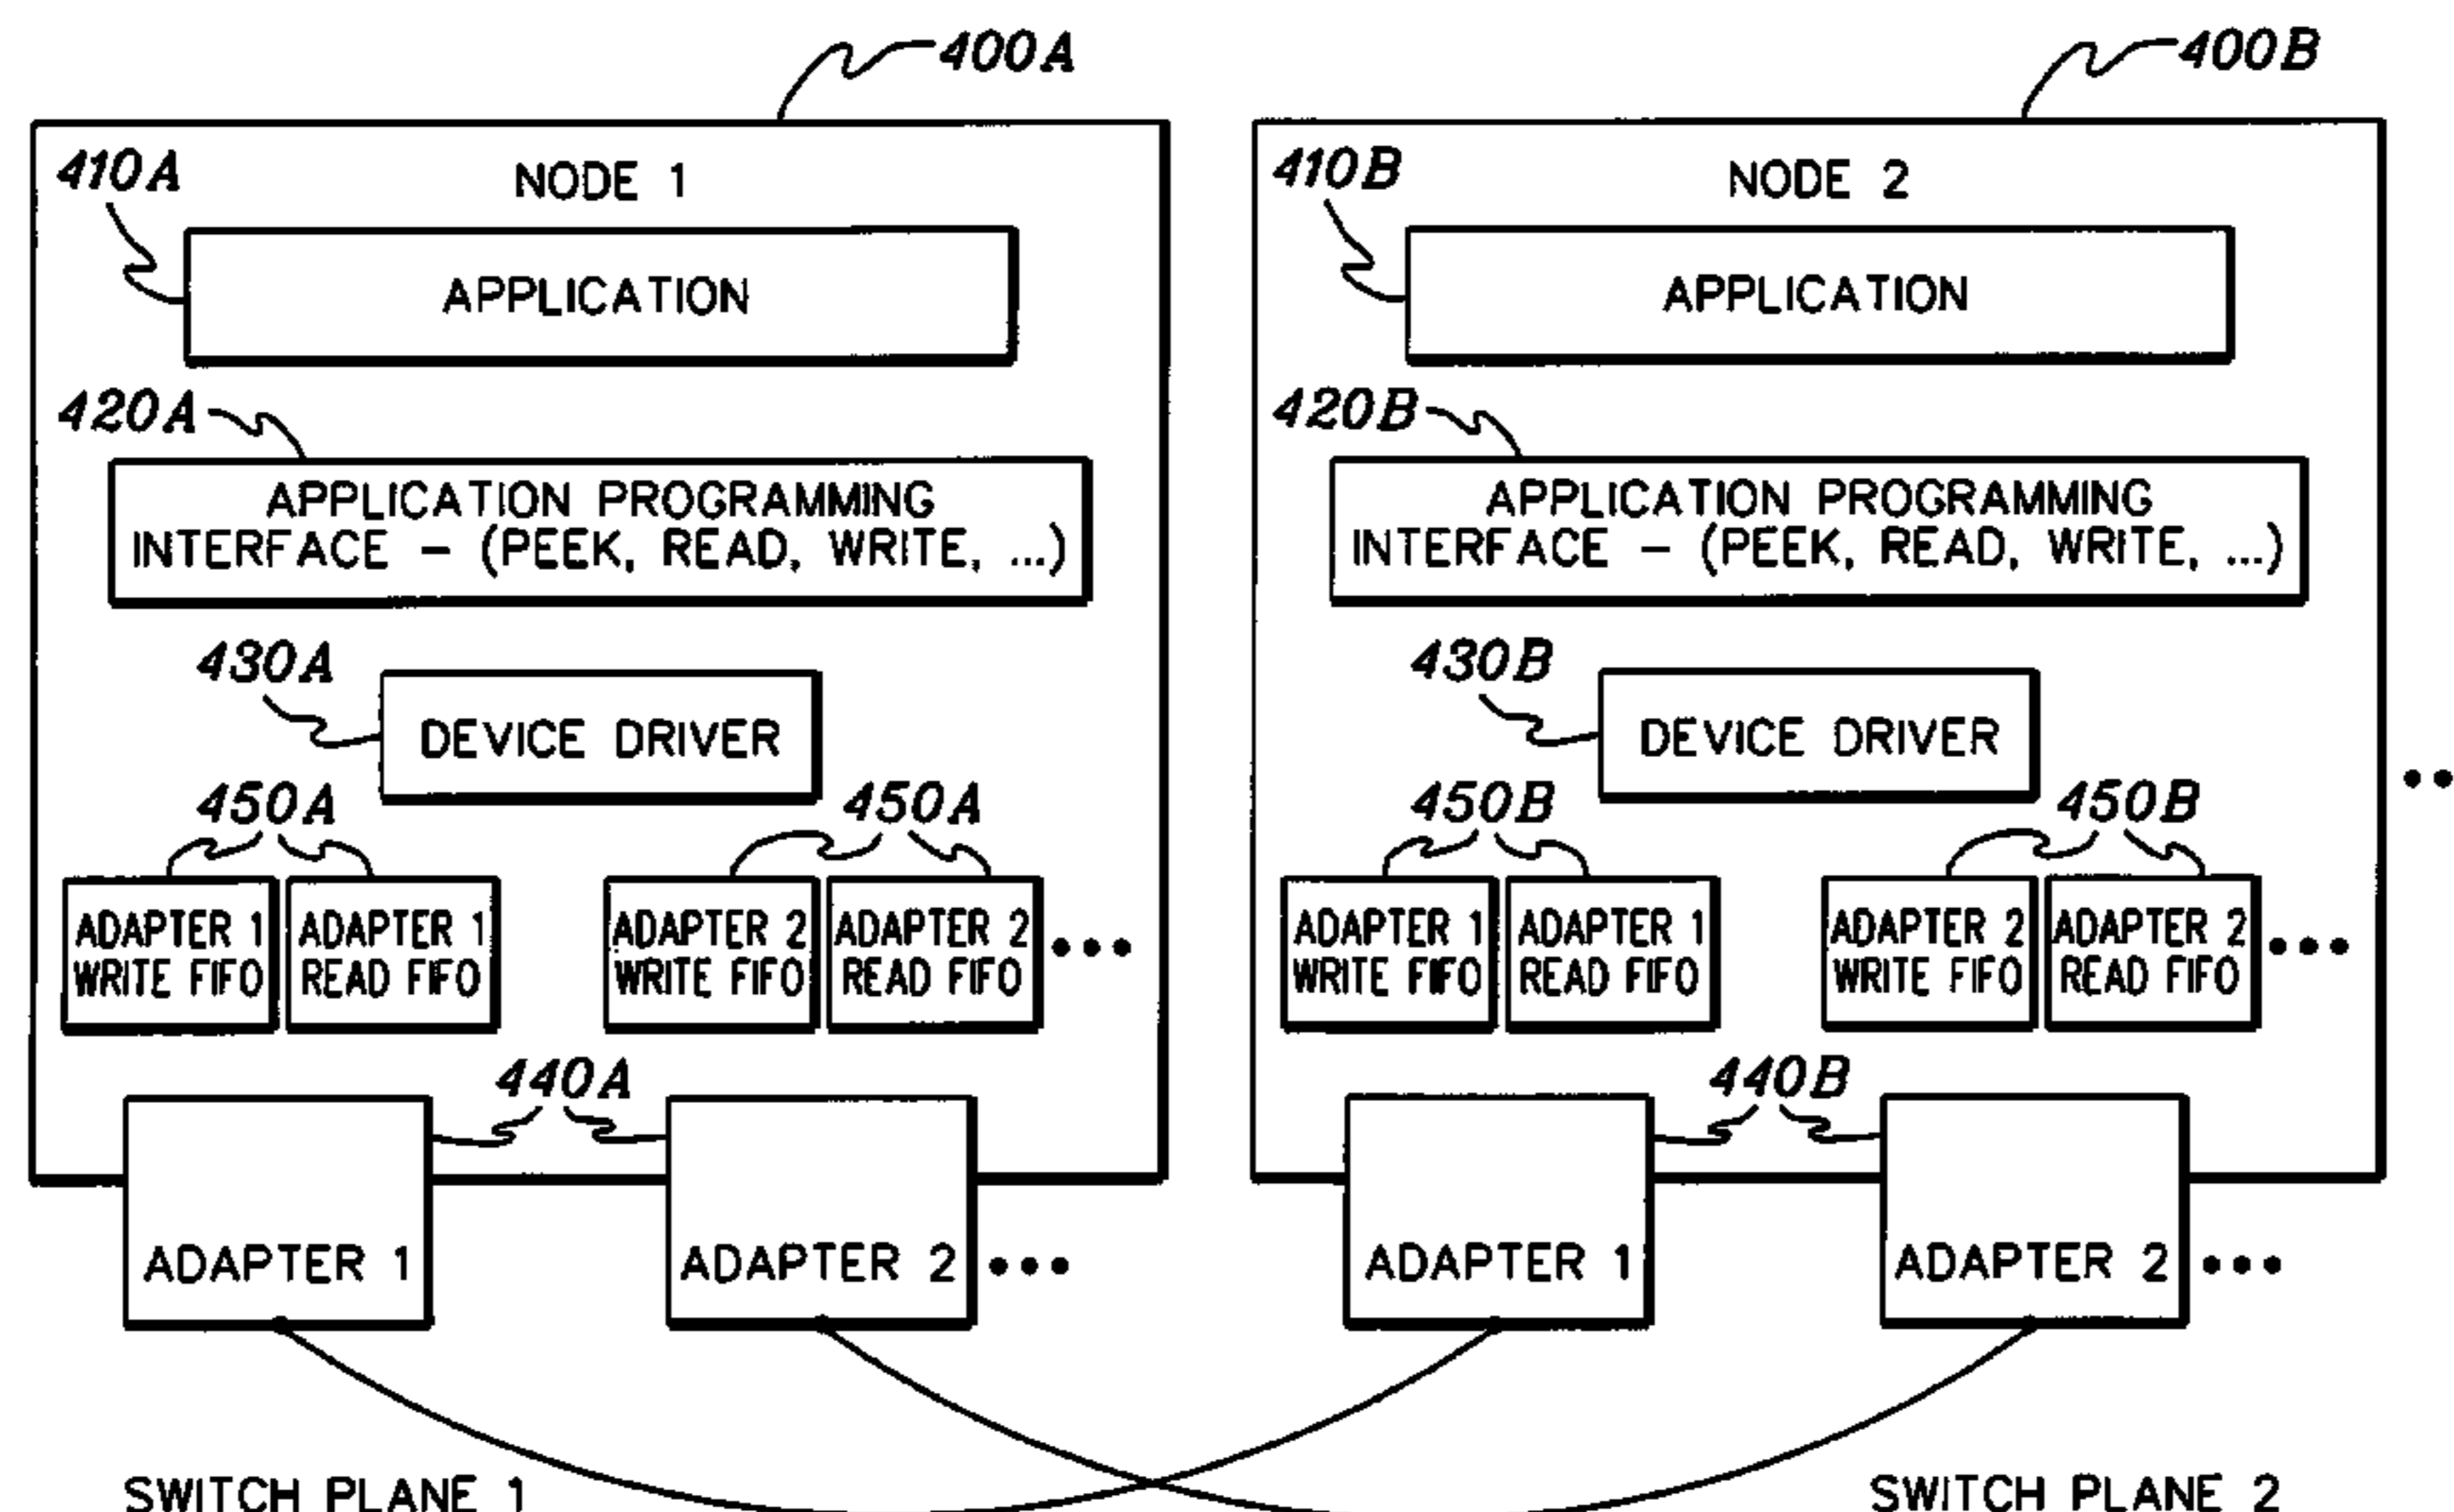 400A
400B
410A
NODE 1
410B
NODE 2
APPLICATION
APPLICATION
420A
420B
APPLICATION PROGRAMMING
INTERFACE - (PEEK, READ, WRITE, ...)
APPLICATION PROGRAMMING
INTERFACE - (PEEK, READ, WRITE, ...)
430A
430B
DEVICE DRIVER
DEVICE DRIVER
450A
450A
450B
450B
ADAPTER 1
WRITE FIFO
ADAPTER 1
READ FIFO
ADAPTER 2
WRITE FIFO
ADAPTER 2
READ FIFO
ADAPTER 1
WRITE FIFO
ADAPTER 1
READ FIFO
ADAPTER 2
WRITE FIFO
ADAPTER 2
READ FIFO
440A
440B
ADAPTER 1
ADAPTER 2
ADAPTER 1
ADAPTER 2
SWITCH PLANE 1
SWITCH PLANE 2